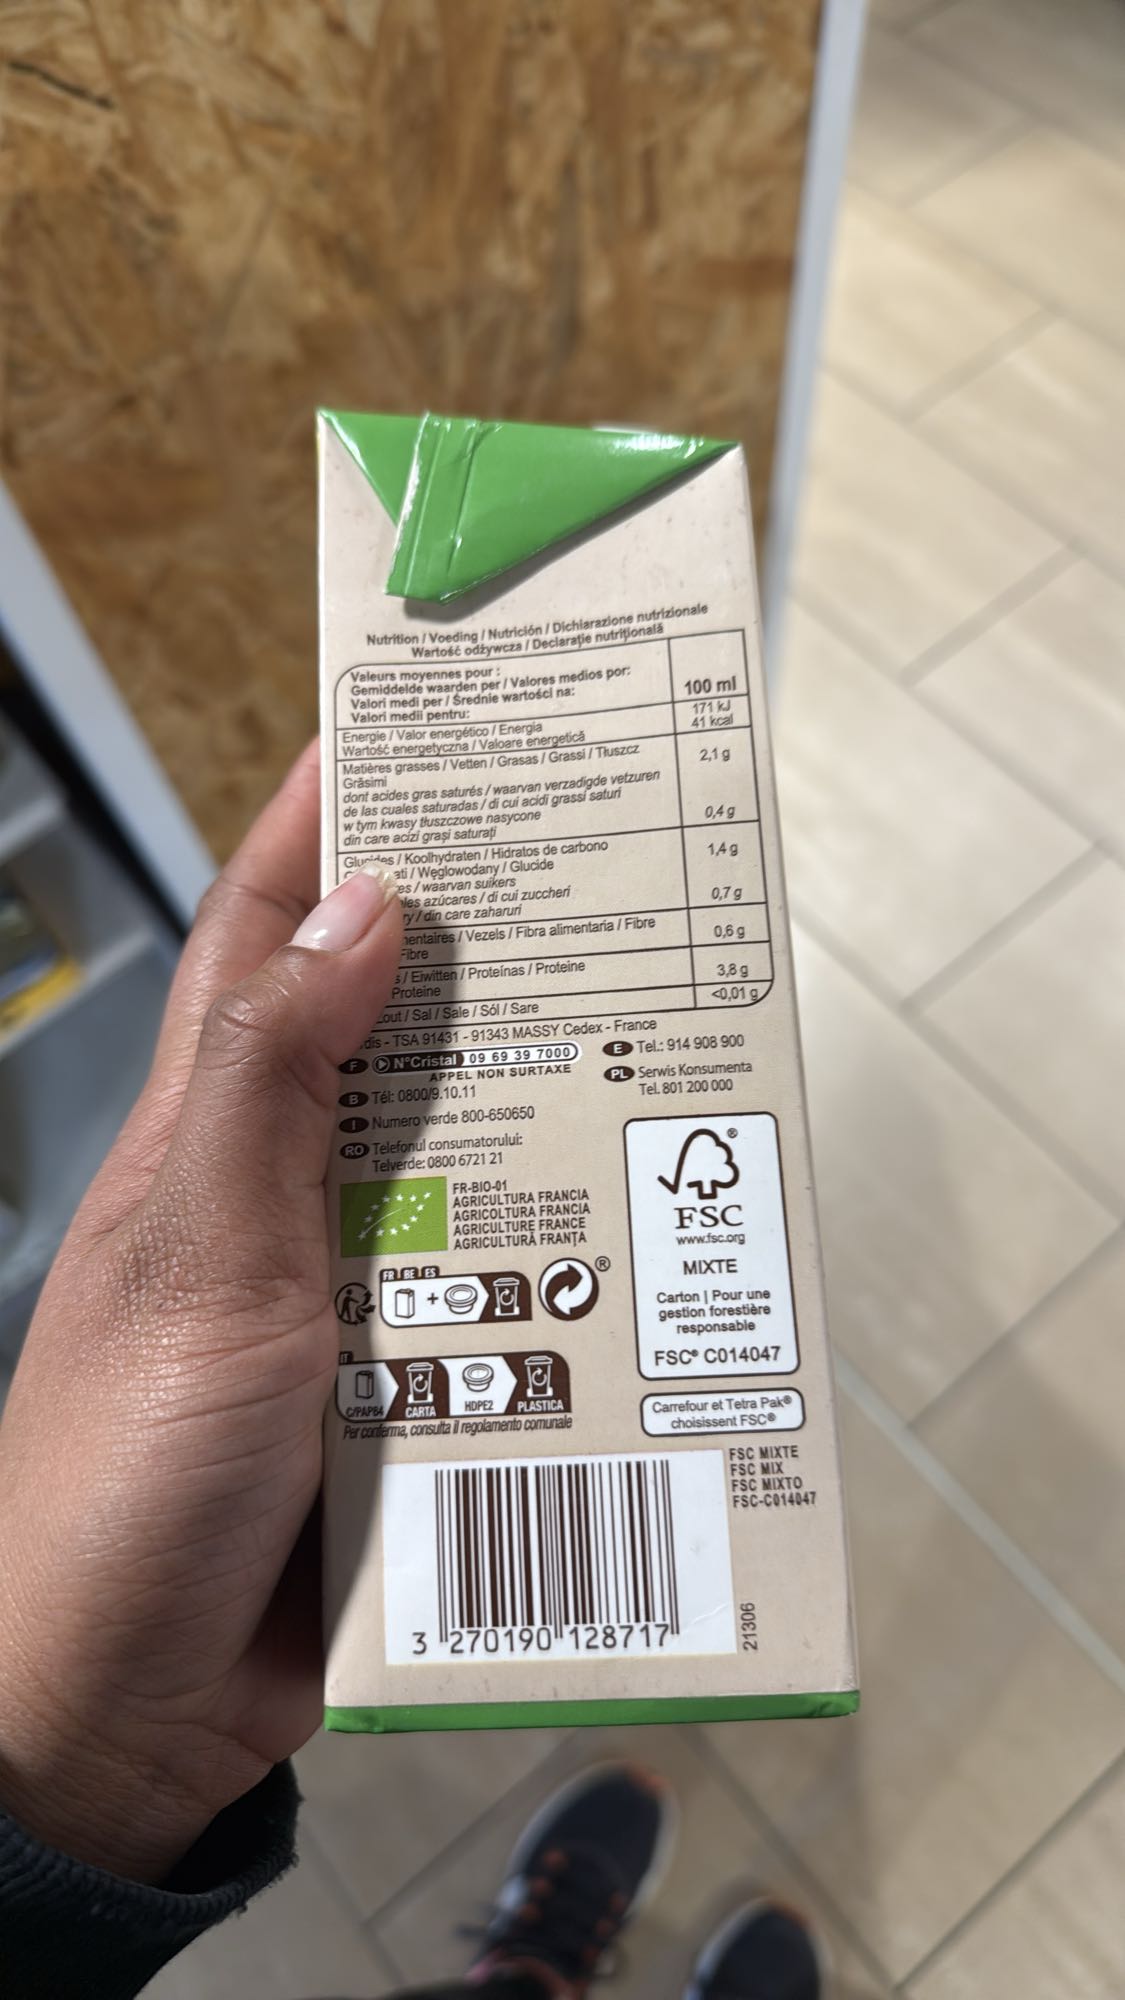 Nutrition / Voeding / Nutrición / Dichiarazione nutrizionale
Wartość odżywcza / Declarație nutrițională
Valeurs moyennes pour :
Gemiddelde waarden per / Valores medios por:
Valori medi per / Średnie wartości na:
Valori medii pentru:
100 ml
Energie / Valor energético / Energia
Wartość energetyczna / Valoare energetică
171 kJ
41 kcal
Matières grasses / Vetten / Grasas / Grassi / Tłuszcz
Grăsimi
2,1 g
dont acides gras saturés / waarvan verzadigde vetzuren
de las cuales saturadas / di cui acidi grassi saturi
w tym kwasy tłuszczowe nasycone
din care acizi grași saturați
0,4 g
Glucides / Koolhydraten / Hidratos de carbono
/ Węglowodany / Glucide
1,4 g
/ waarvan suikers
azúcares / di cui zuccheri
/ din care zaharuri
0,7 g
/ Vezels / Fibra alimentaria / Fibre
Fibre
0,6 g
/ Eiwitten / Proteínas / Proteine
Proteine
3,8 g
/ Sal / Sale / Sól / Sare
<0,01 g
- TSA 91431 - 91343 MASSY Cedex - France
F N°Cristal 09 69 39 7000
APPEL NON SURTAXE
B Tél: 0800/9.10.11
I Numero verde 800-650650
RO Telefonul consumatorului:
Telverde: 0800 6721 21
E Tel.: 914 908 900
PL Serwis Konsumenta
Tel. 801 200 000
FR-BIO-01
AGRICULTURA FRANCIA
AGRICOLTURA FRANCIA
AGRICULTURE FRANCE
AGRICULTURĂ FRANȚA
FR BE ES
+
®
IT
C/PAP84 CARTA HDPE2 PLASTICA
Per conferma, consulta il regolamento comunale
®
FSC
www.fsc.org
MIXTE
Carton | Pour une
gestion forestière
responsable
FSC® C014047
Carrefour et Tetra Pak®
choisissent FSC®
FSC MIXTE
FSC MIX
FSC MIXTO
FSC-C014047
3 270190 128717
21306